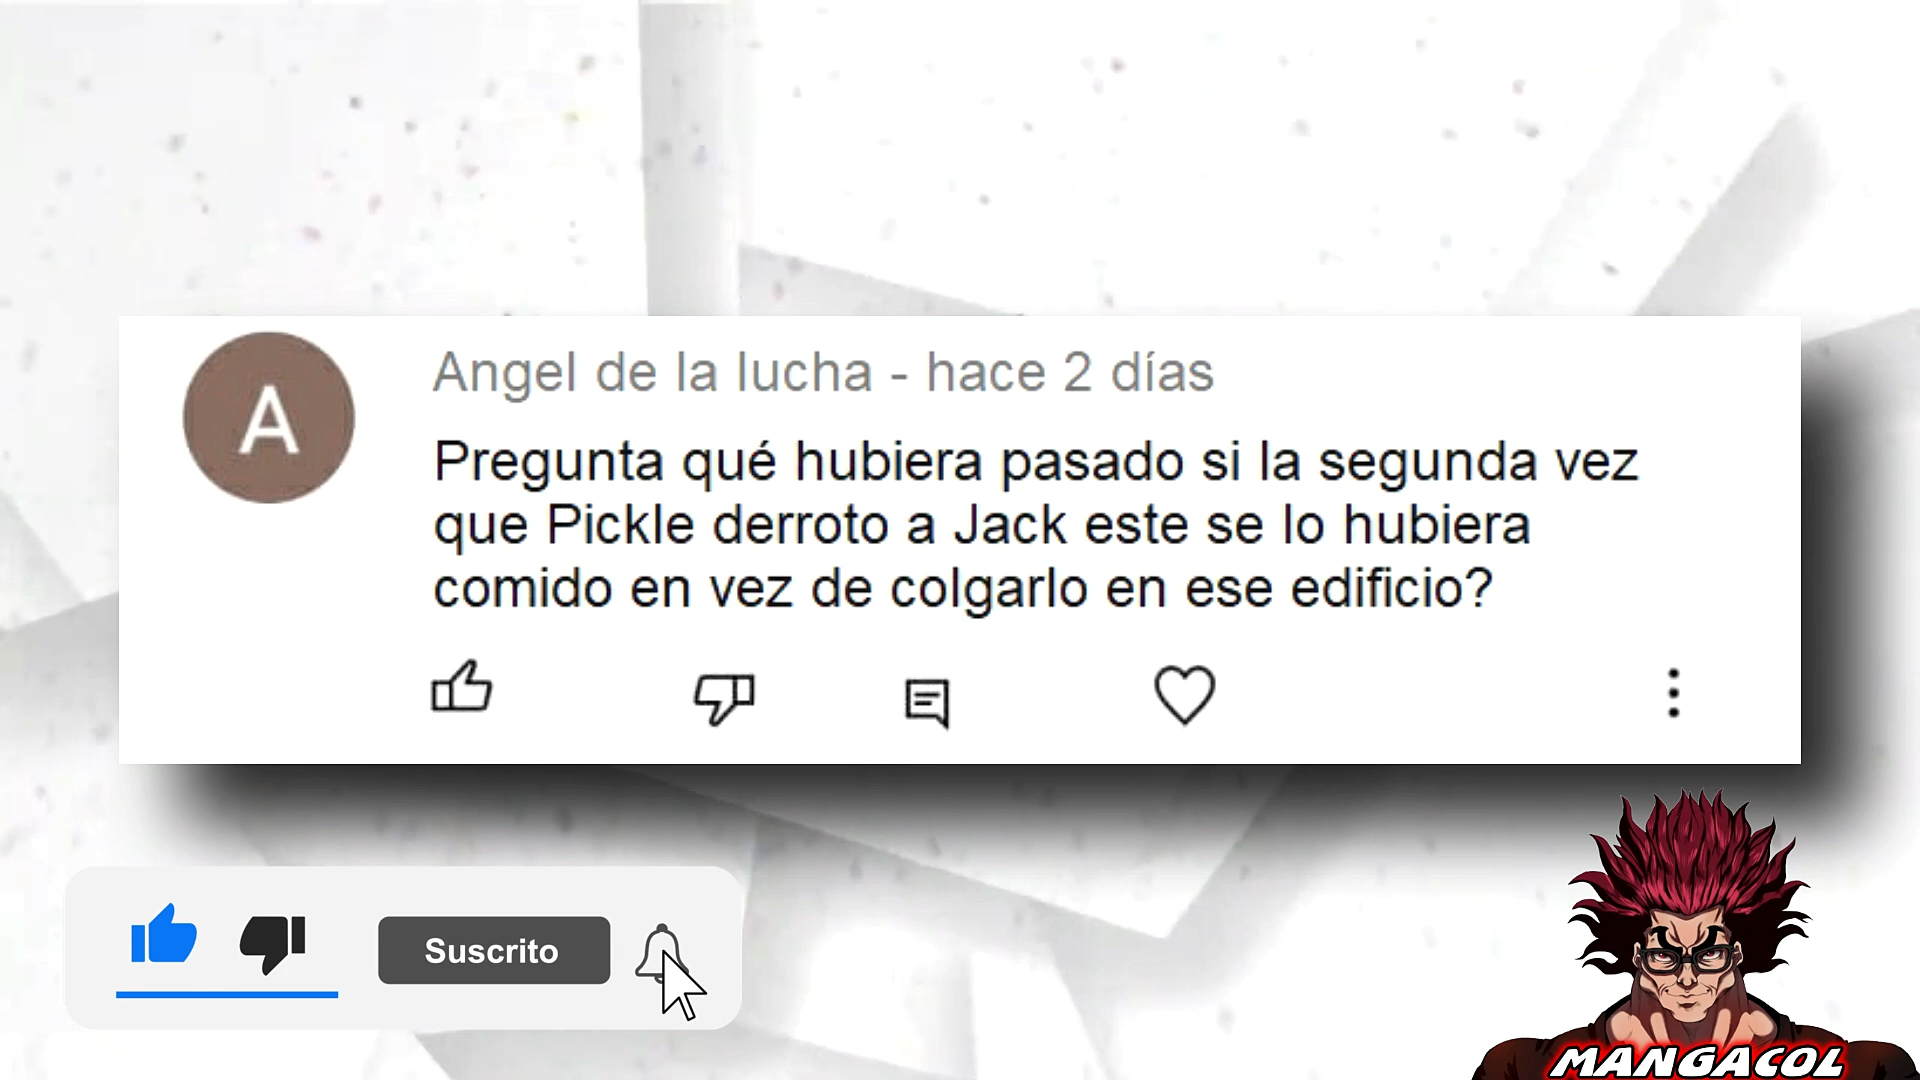 A
Angel de la lucha - hace 2 días
Pregunta qué hubiera pasado si la segunda vez
que Pickle derroto a Jack este se lo hubiera
comido en vez de colgarlo en ese edificio?
Suscrito
MANGACOL